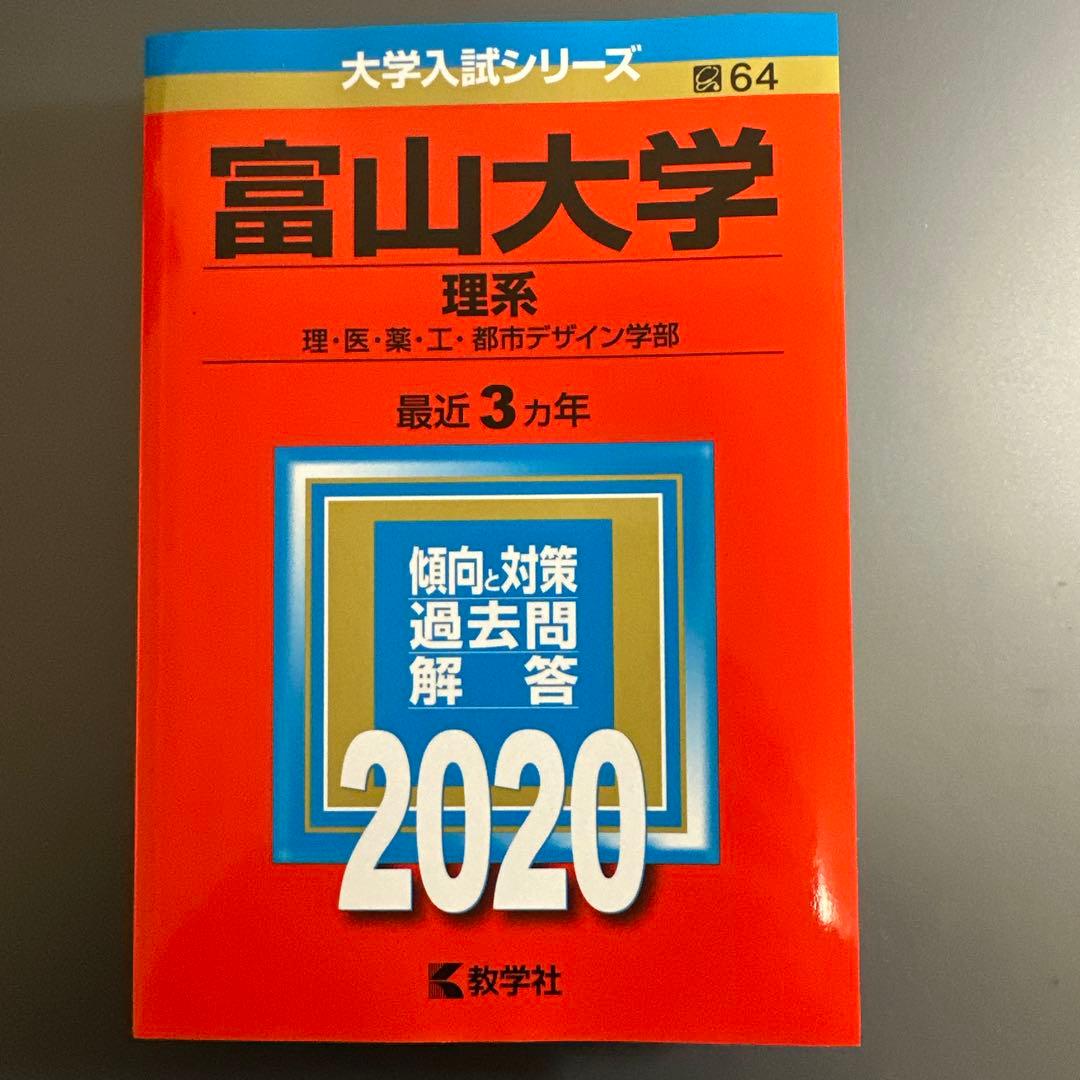 大学入試シリーズ
64
富山大学
理系
理・医・薬・工・都市デザイン学部
最近3カ年
傾向と対策
過去問
解答
2020
教学社